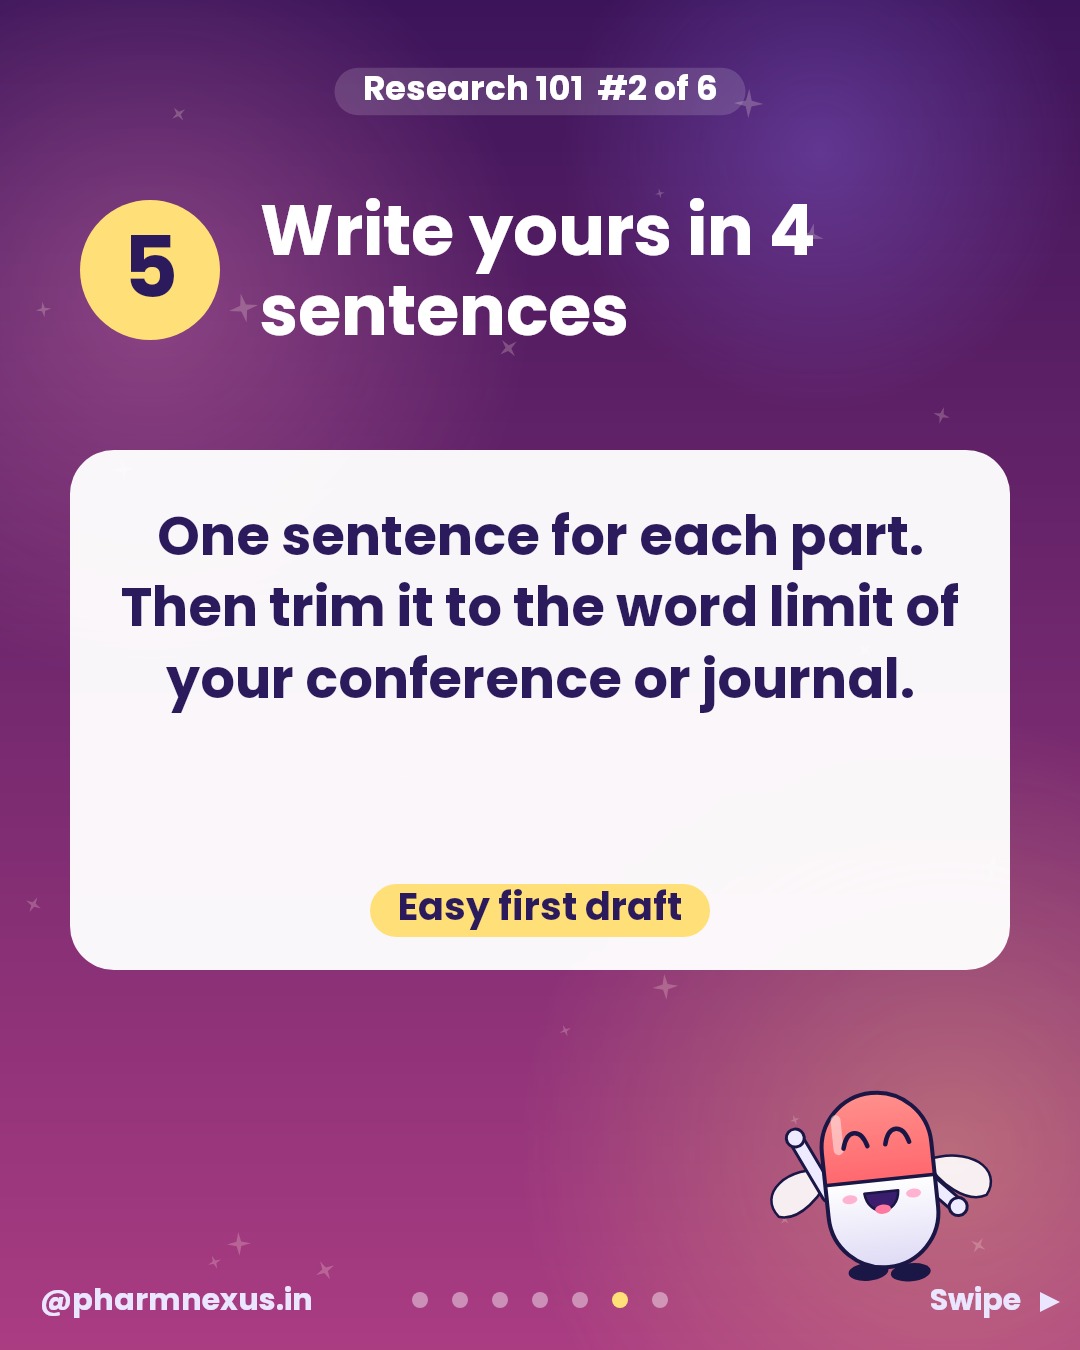 Research 101 #2 of 6
5
Write yours in 4
sentences
One sentence for each part.
Then trim it to the word limit of
your conference or journal.
Easy first draft
@pharmnexus.in
Swipe ▶